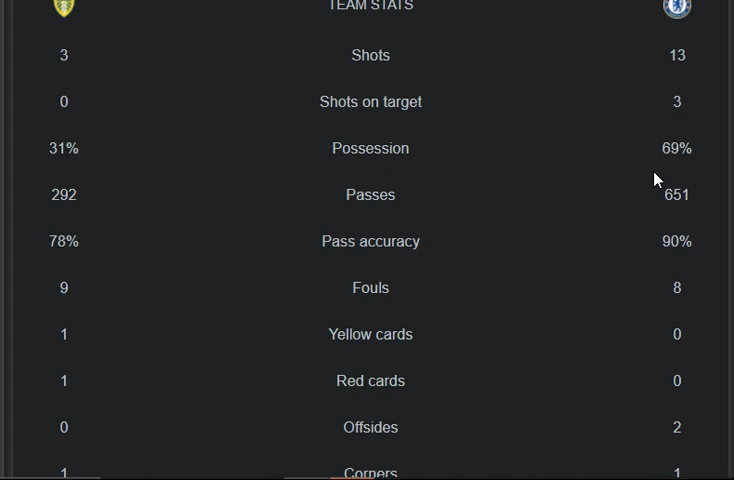 TEAM STATS
3 Shots 13
0 Shots on target 3
31% Possession 69%
292 Passes 651
78% Pass accuracy 90%
9 Fouls 8
1 Yellow cards 0
1 Red cards 0
0 Offsides 2
1 Corners 1